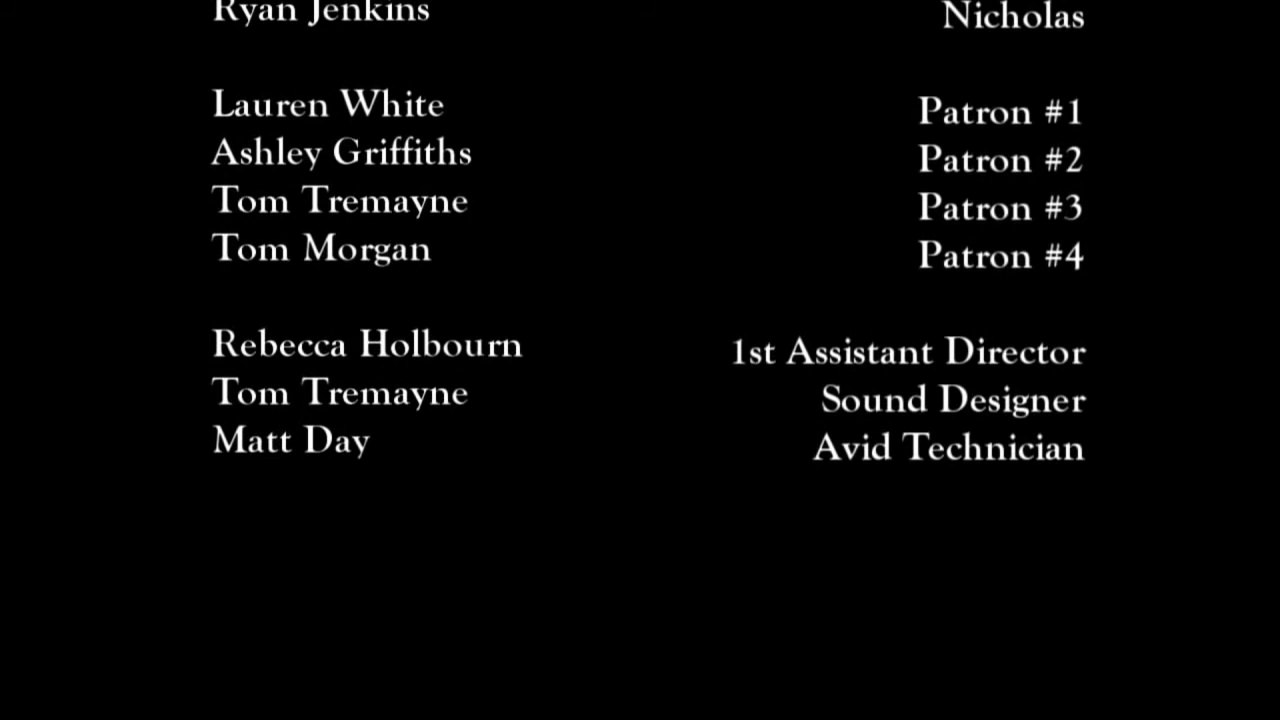 Ryan Jenkins Nicholas
Lauren White Patron #1
Ashley Griffiths Patron #2
Tom Tremayne Patron #3
Tom Morgan Patron #4
Rebecca Holbourn 1st Assistant Director
Tom Tremayne Sound Designer
Matt Day Avid Technician